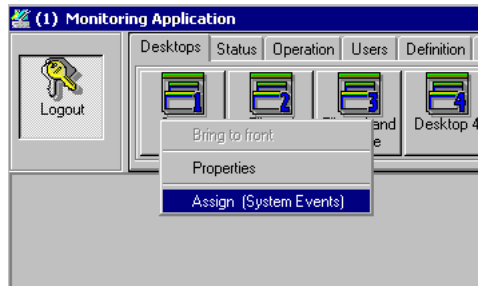 (1) Monitoring Application
Desktops Status Operation Users Definition
Logout
1 2 3 4
and Desktop 4
e
Bring to front
Properties
Assign (System Events)